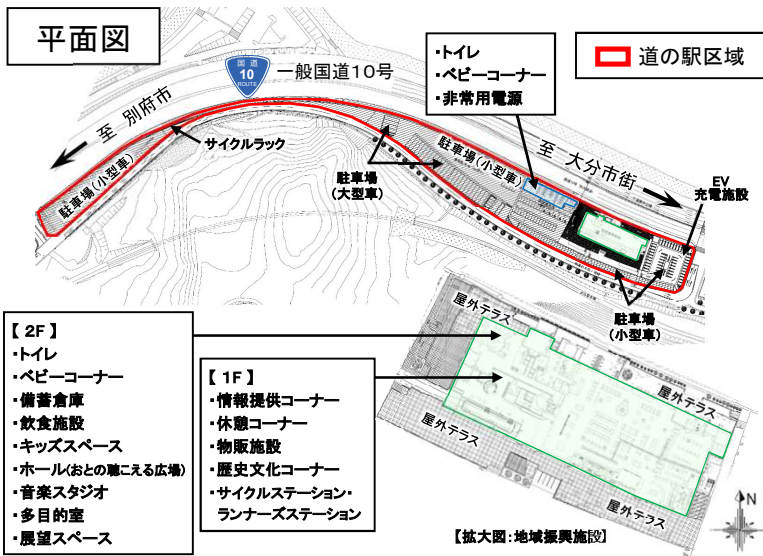 平面図
国道
10
ROUTE
一般国道10号
・トイレ
・ベビーコーナー
・非常用電源
道の駅区域
至 別府市
サイクルラック
駐車場(小型車)
駐車場
(大型車)
駐車場(小型車)
至 大分市街
EV
充電施設
駐車場
(小型車)
【 2F 】
・トイレ
・ベビーコーナー
・備蓄倉庫
・飲食施設
・キッズスペース
・ホール(おとの聴こえる広場)
・音楽スタジオ
・多目的室
・展望スペース
【 1F 】
・情報提供コーナー
・休憩コーナー
・物販施設
・歴史文化コーナー
・サイクルステーション・
ランナーズステーション
屋外テラス
屋外テラス
屋外テラス
屋外テラス
【拡大図:地域振興施設】
N